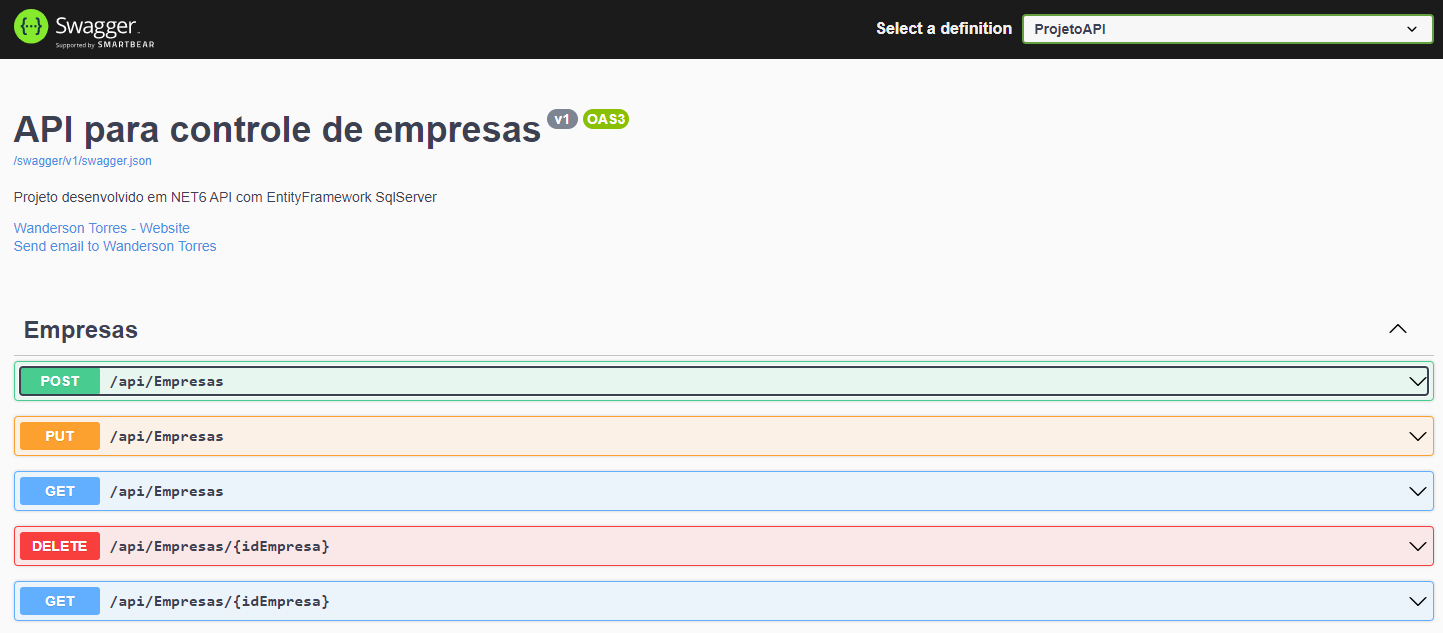 {···} Swagger.
Supported by SMARTBEAR
Select a definition
ProjetoAPI
API para controle de empresas v1 OAS3
/swagger/v1/swagger.json
Projeto desenvolvido em NET6 API com EntityFramework SqlServer
Wanderson Torres - Website
Send email to Wanderson Torres
Empresas
POST /api/Empresas
PUT /api/Empresas
GET /api/Empresas
DELETE /api/Empresas/{idEmpresa}
GET /api/Empresas/{idEmpresa}